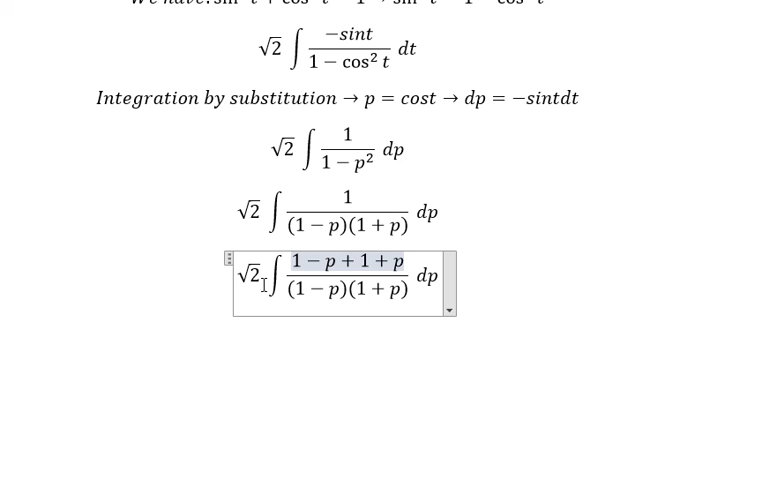 √2 ∫ −sint / 1 − cos² t dt
Integration by substitution → p = cost → dp = −sintdt
√2 ∫ 1 / 1 − p² dp
√2 ∫ 1 / (1 − p)(1 + p) dp
√2 ∫ 1 − p + 1 + p / (1 − p)(1 + p) dp